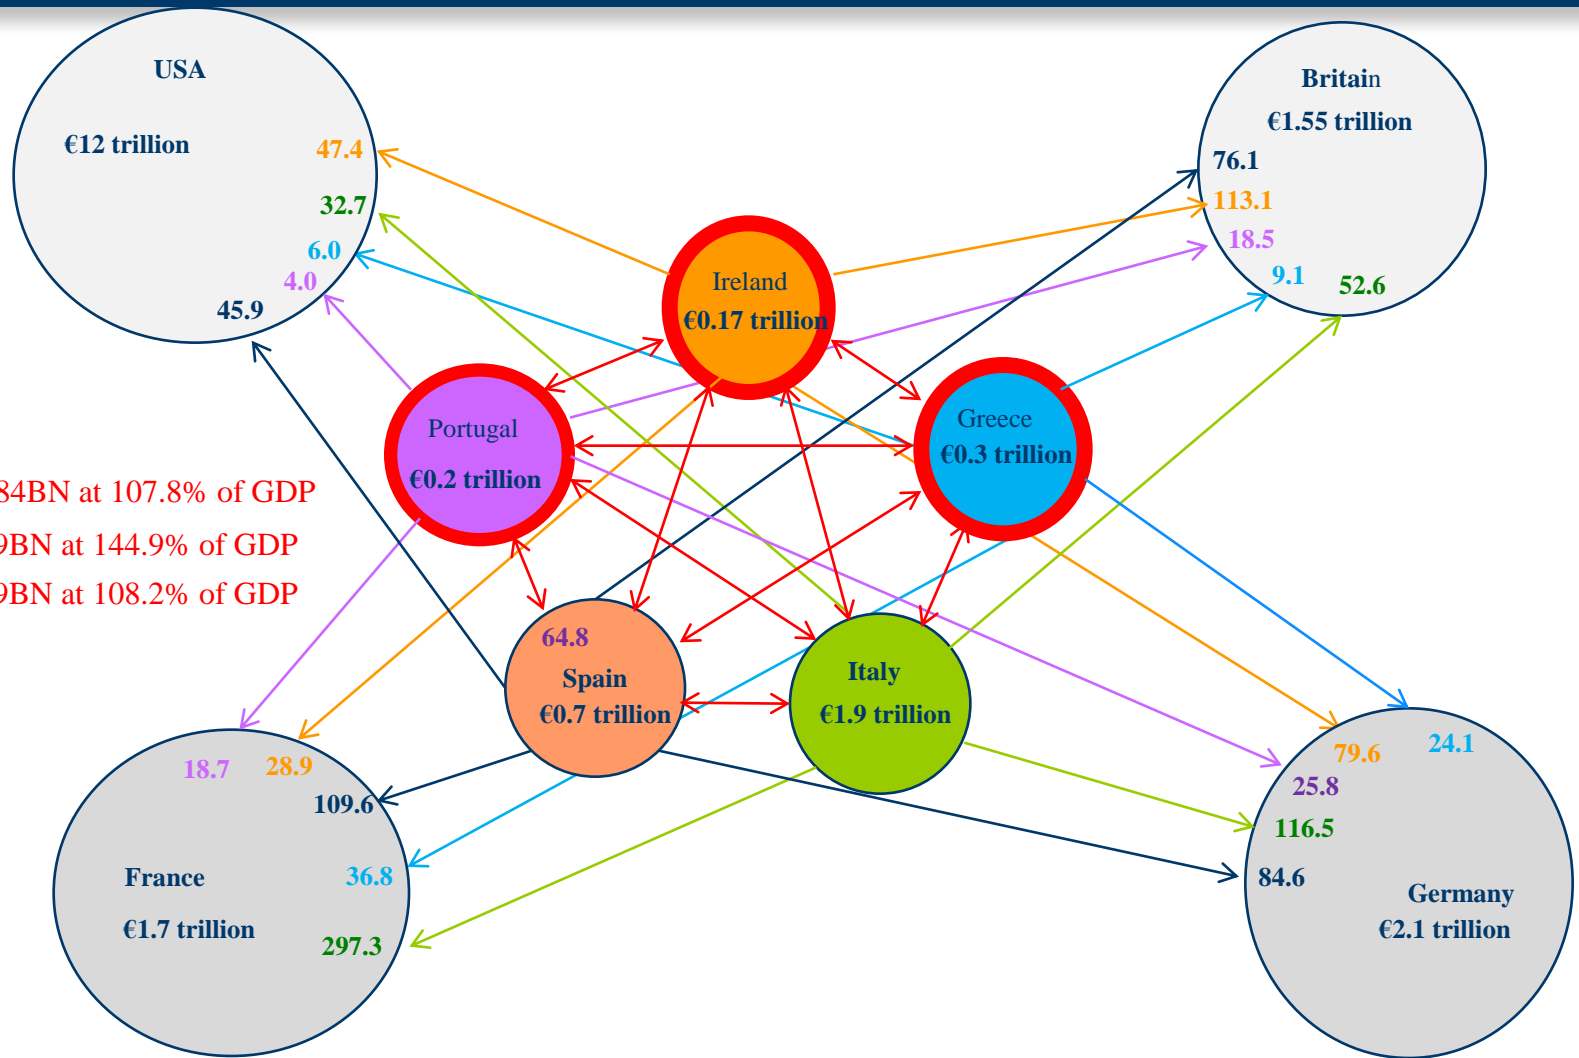 USA
€12 trillion
47.4
32.7
6.0
4.0
45.9
Britain
€1.55 trillion
76.1
113.1
18.5
9.1
52.6
Ireland
€0.17 trillion
Portugal
€0.2 trillion
Greece
€0.3 trillion
84BN at 107.8% of GDP
9BN at 144.9% of GDP
9BN at 108.2% of GDP
64.8
Spain
€0.7 trillion
Italy
€1.9 trillion
18.7
28.9
109.6
36.8
297.3
France
€1.7 trillion
79.6
24.1
25.8
116.5
84.6
Germany
€2.1 trillion